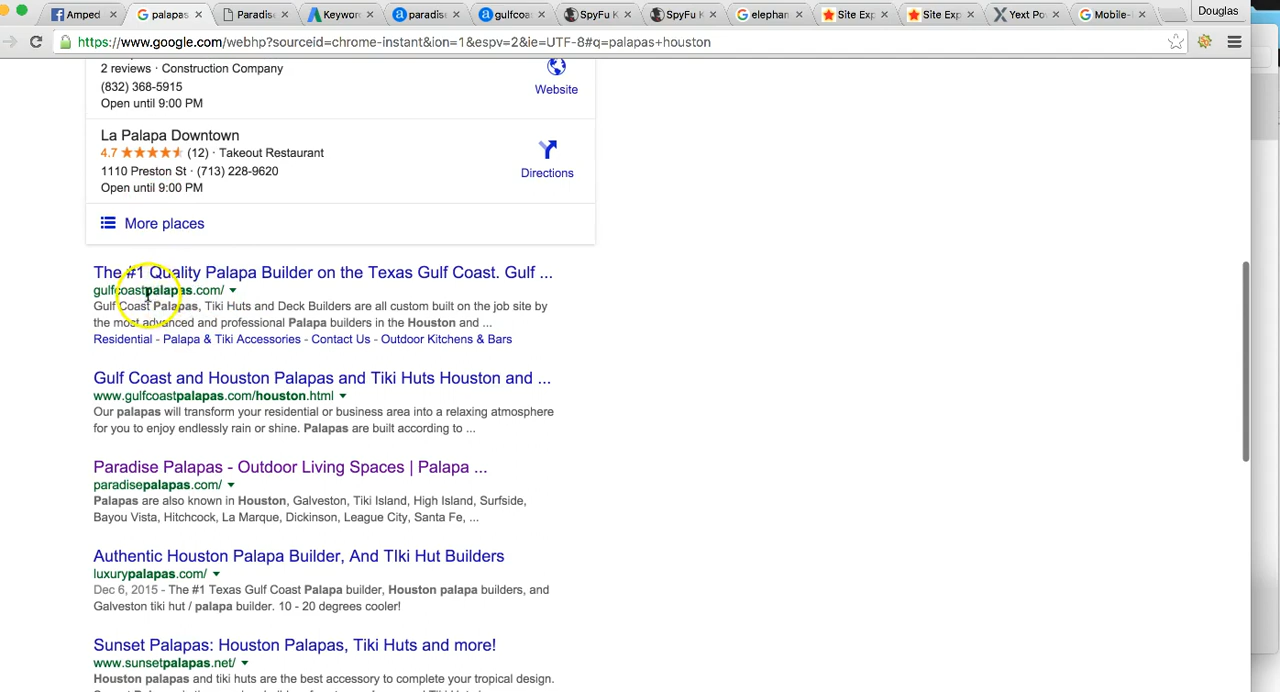 Amped
palapas
Paradis
Keywor
paradis
gulfcoa
SpyFu K
SpyFu K
elephan
Site Exp
Site Exp
Yext Po
Mobile-
Douglas
https://www.google.com/webhp?sourceid=chrome-instant&ion=1&espv=2&ie=UTF-8#q=palapas+houston
2 reviews · Construction Company
(832) 368-5915
Open until 9:00 PM
Website
La Palapa Downtown
4.7 (12) · Takeout Restaurant
1110 Preston St · (713) 228-9620
Open until 9:00 PM
Directions
More places
The #1 Quality Palapa Builder on the Texas Gulf Coast. Gulf ...
gulfcoastpalapas.com/
Gulf Coast Palapas, Tiki Huts and Deck Builders are all custom built on the job site by
the most advanced and professional Palapa builders in the Houston and ...
Residential - Palapa & Tiki Accessories - Contact Us - Outdoor Kitchens & Bars
Gulf Coast and Houston Palapas and Tiki Huts Houston and ...
www.gulfcoastpalapas.com/houston.html
Our palapas will transform your residential or business area into a relaxing atmosphere
for you to enjoy endlessly rain or shine. Palapas are built according to ...
Paradise Palapas - Outdoor Living Spaces | Palapa ...
paradisepalapas.com/
Palapas are also known in Houston, Galveston, Tiki Island, High Island, Surfside,
Bayou Vista, Hitchcock, La Marque, Dickinson, League City, Santa Fe, ...
Authentic Houston Palapa Builder, And TIki Hut Builders
luxurypalapas.com/
Dec 6, 2015 - The #1 Texas Gulf Coast Palapa builder, Houston palapa builders, and
Galveston tiki hut / palapa builder. 10 - 20 degrees cooler!
Sunset Palapas: Houston Palapas, Tiki Huts and more!
www.sunsetpalapas.net/
Houston palapas and tiki huts are the best accessory to complete your tropical design.